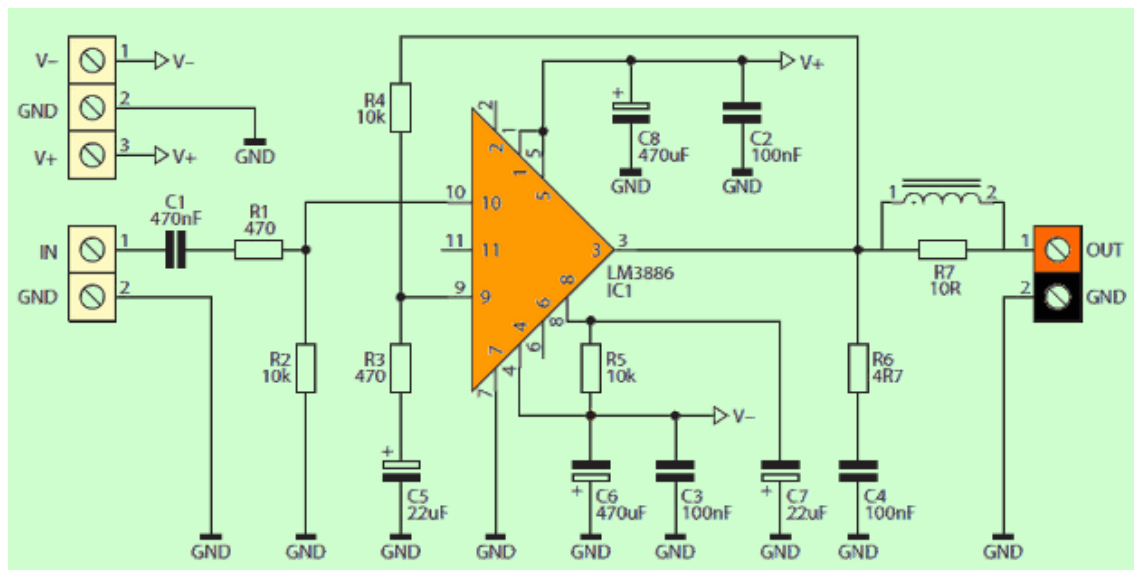 V−
1
V−
GND
2
GND
V+
3
V+
R4
10k
2
2
1
1
5
5
+
C8
470uF
GND
C2
100nF
GND
V+
C1
470nF
R1
470
IN
1
GND
2
10
10
11
11
9
9
3
3
LM3886
IC1
8
8
6
6
4
4
7
7
1
2
R7
10R
1
OUT
2
GND
R2
10k
R3
470
R5
10k
R6
4R7
V−
+
C5
22uF
+
C6
470uF
C3
100nF
+
C7
22uF
C4
100nF
GND
GND
GND
GND
GND
GND
GND
GND
GND